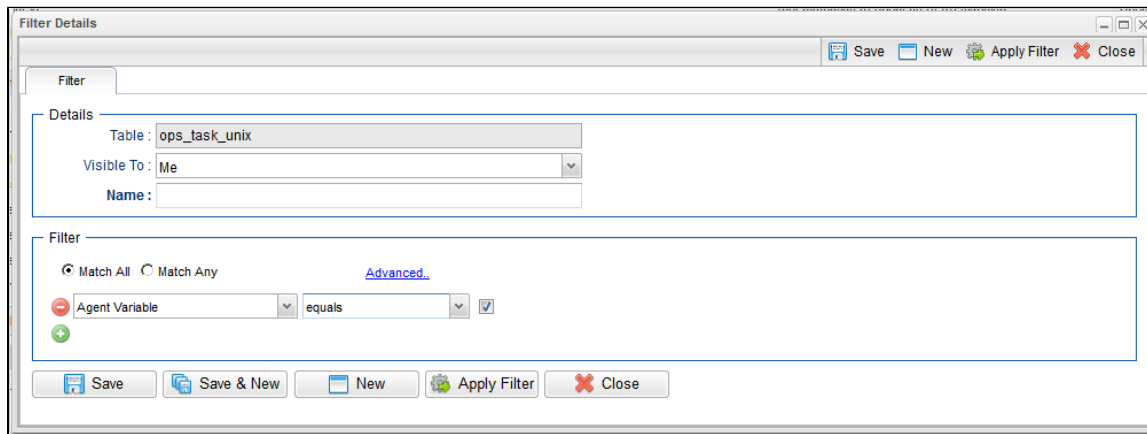 Filter Details
Save New Apply Filter Close
Filter
Details
Table : ops_task_unix
Visible To : Me
Name :
Filter
Match All Match Any Advanced..
Agent Variable equals
Save Save & New New Apply Filter Close